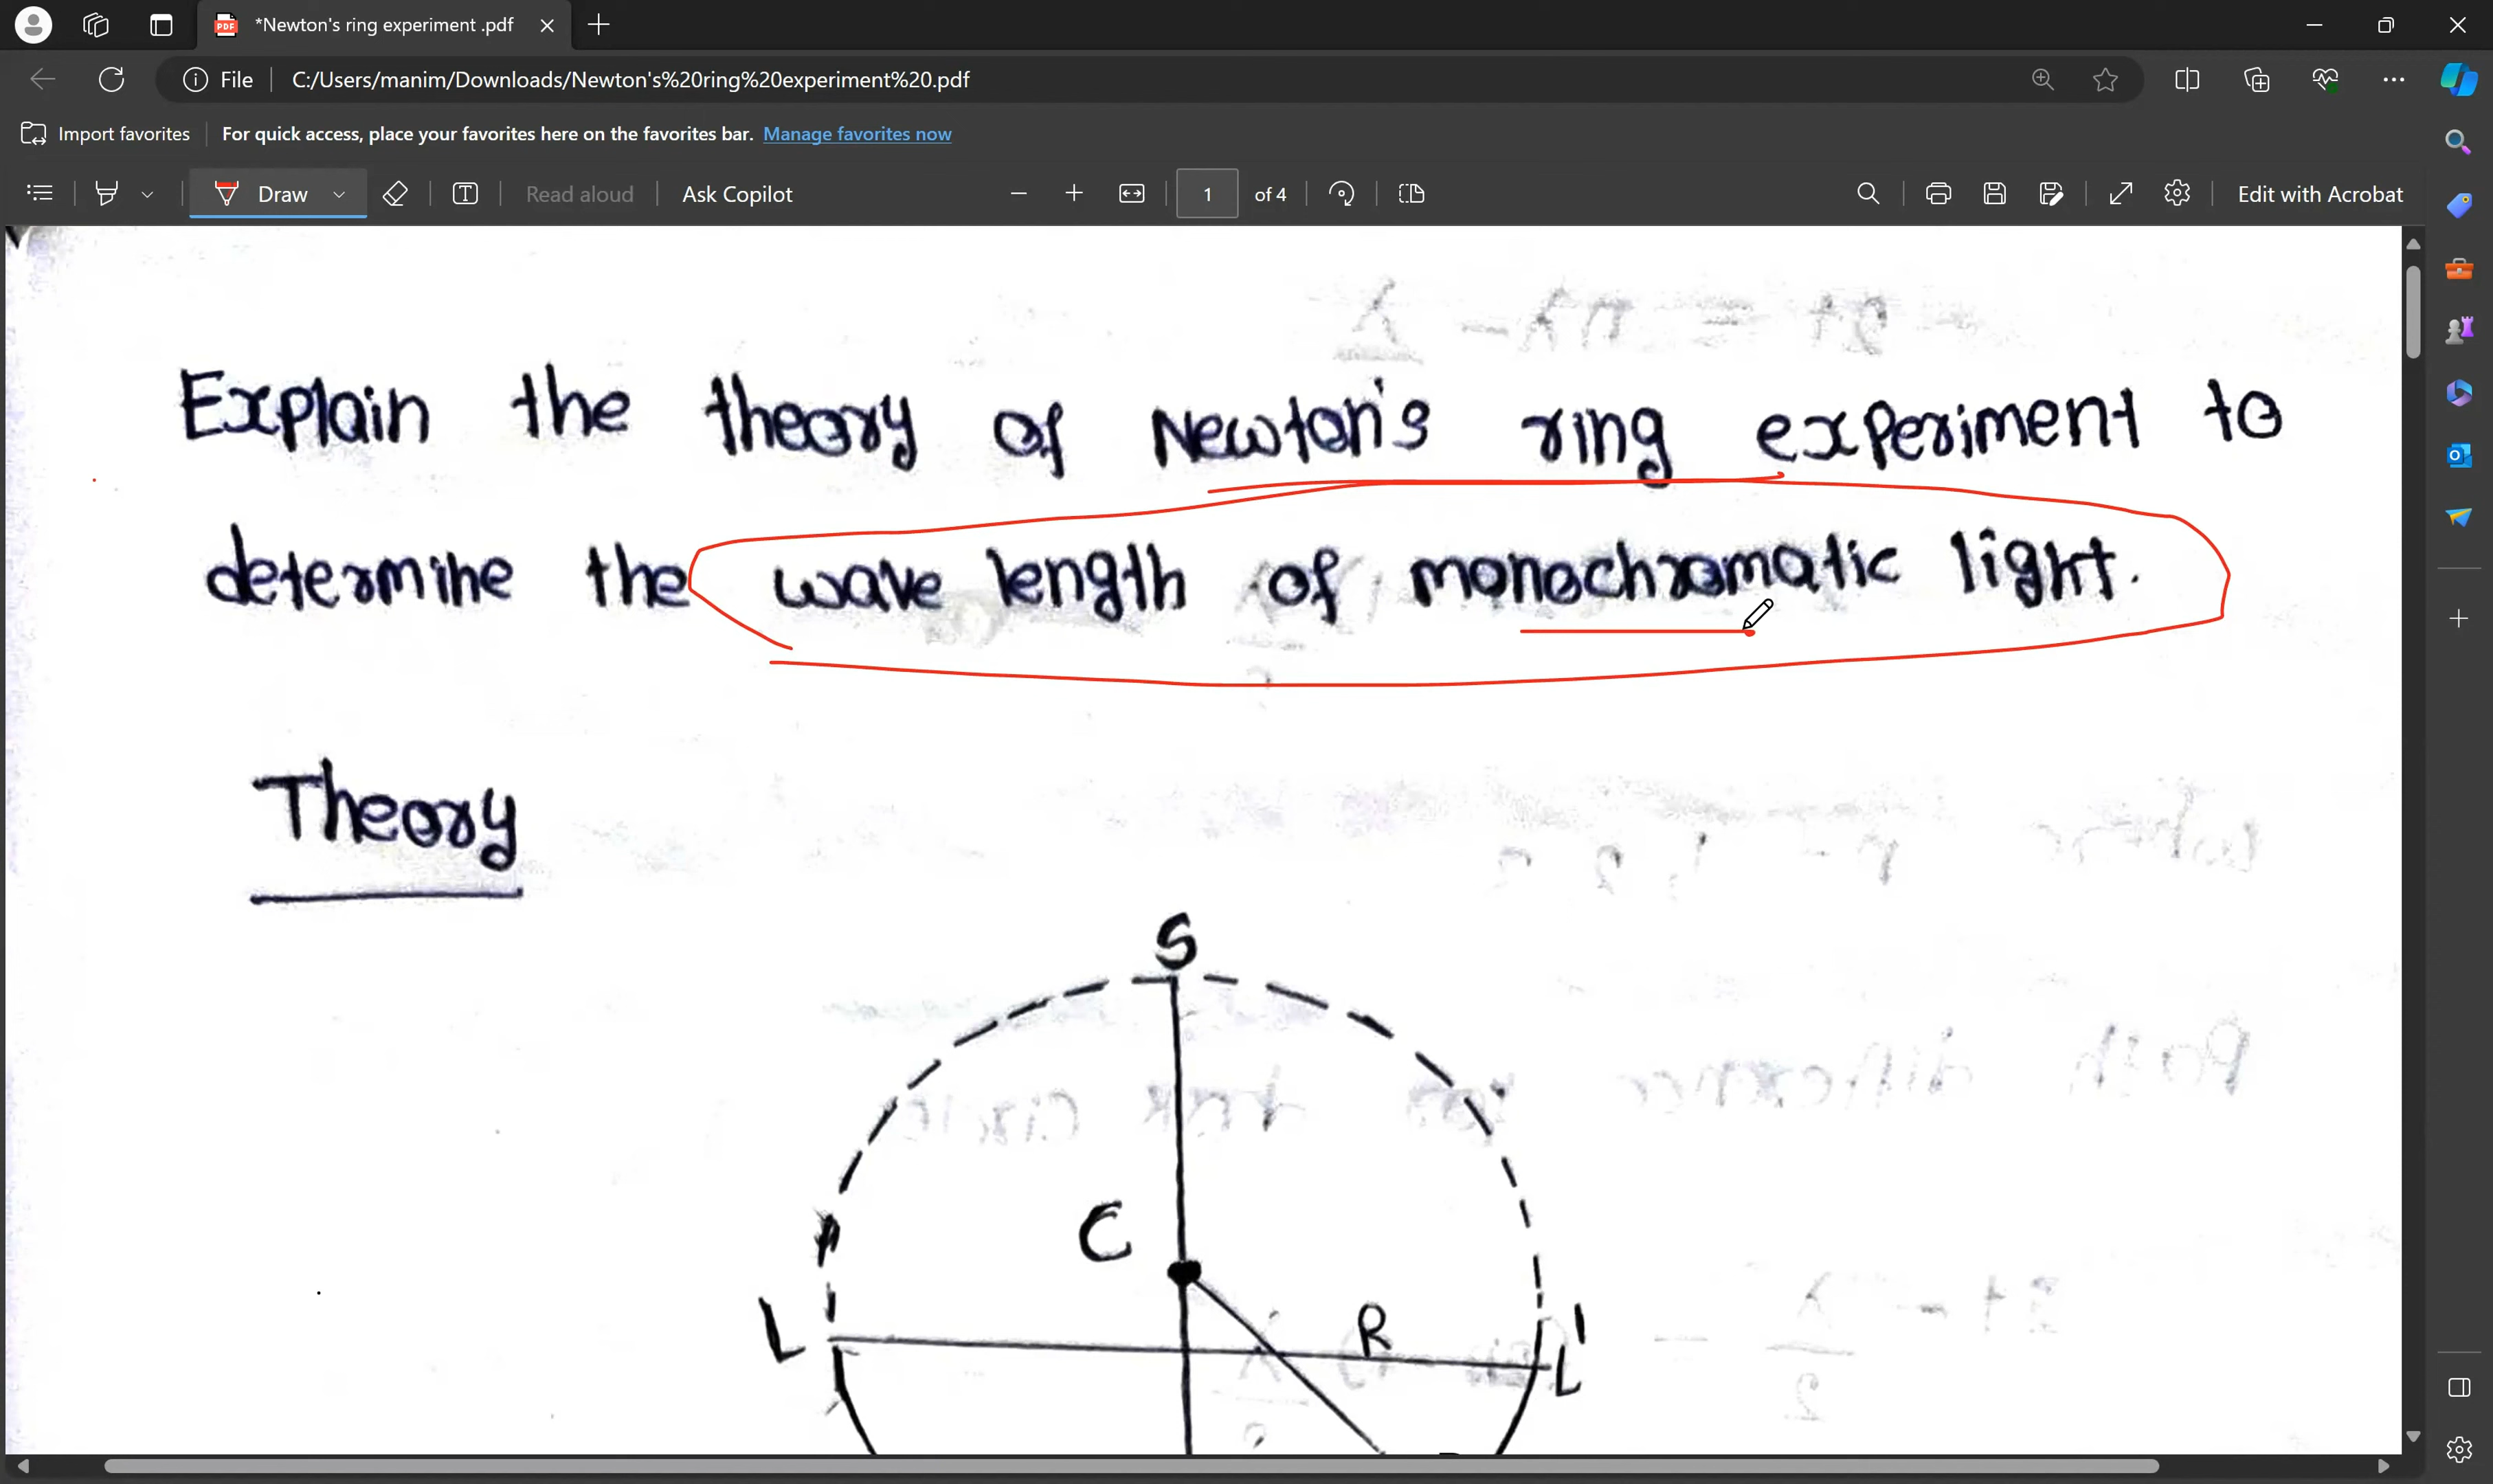 *Newton's ring experiment .pdf
File C:/Users/manim/Downloads/Newton's%20ring%20experiment%20.pdf
Import favorites For quick access, place your favorites here on the favorites bar. Manage favorites now
Draw Read aloud Ask Copilot 1 of 4 Edit with Acrobat
Explain the theory of Newton's ring experiment to
determine the wave length of monochromatic light.
Theory
S
C
L R L'